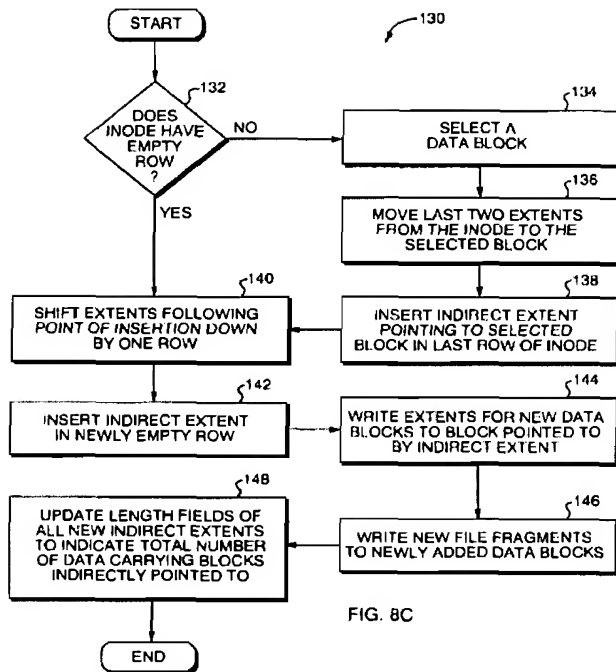 START
130
132
DOES
INODE HAVE
EMPTY
ROW
?
NO
YES
134
SELECT A
DATA BLOCK
136
MOVE LAST TWO EXTENTS
FROM THE INODE TO THE
SELECTED BLOCK
138
INSERT INDIRECT EXTENT
POINTING TO SELECTED
BLOCK IN LAST ROW OF INODE
140
SHIFT EXTENTS FOLLOWING
POINT OF INSERTION DOWN
BY ONE ROW
142
INSERT INDIRECT EXTENT
IN NEWLY EMPTY ROW
144
WRITE EXTENTS FOR NEW DATA
BLOCKS TO BLOCK POINTED TO
BY INDIRECT EXTENT
146
WRITE NEW FILE FRAGMENTS
TO NEWLY ADDED DATA BLOCKS
148
UPDATE LENGTH FIELDS OF
ALL NEW INDIRECT EXTENTS
TO INDICATE TOTAL NUMBER
OF DATA CARRYING BLOCKS
INDIRECTLY POINTED TO
END
FIG. 8C